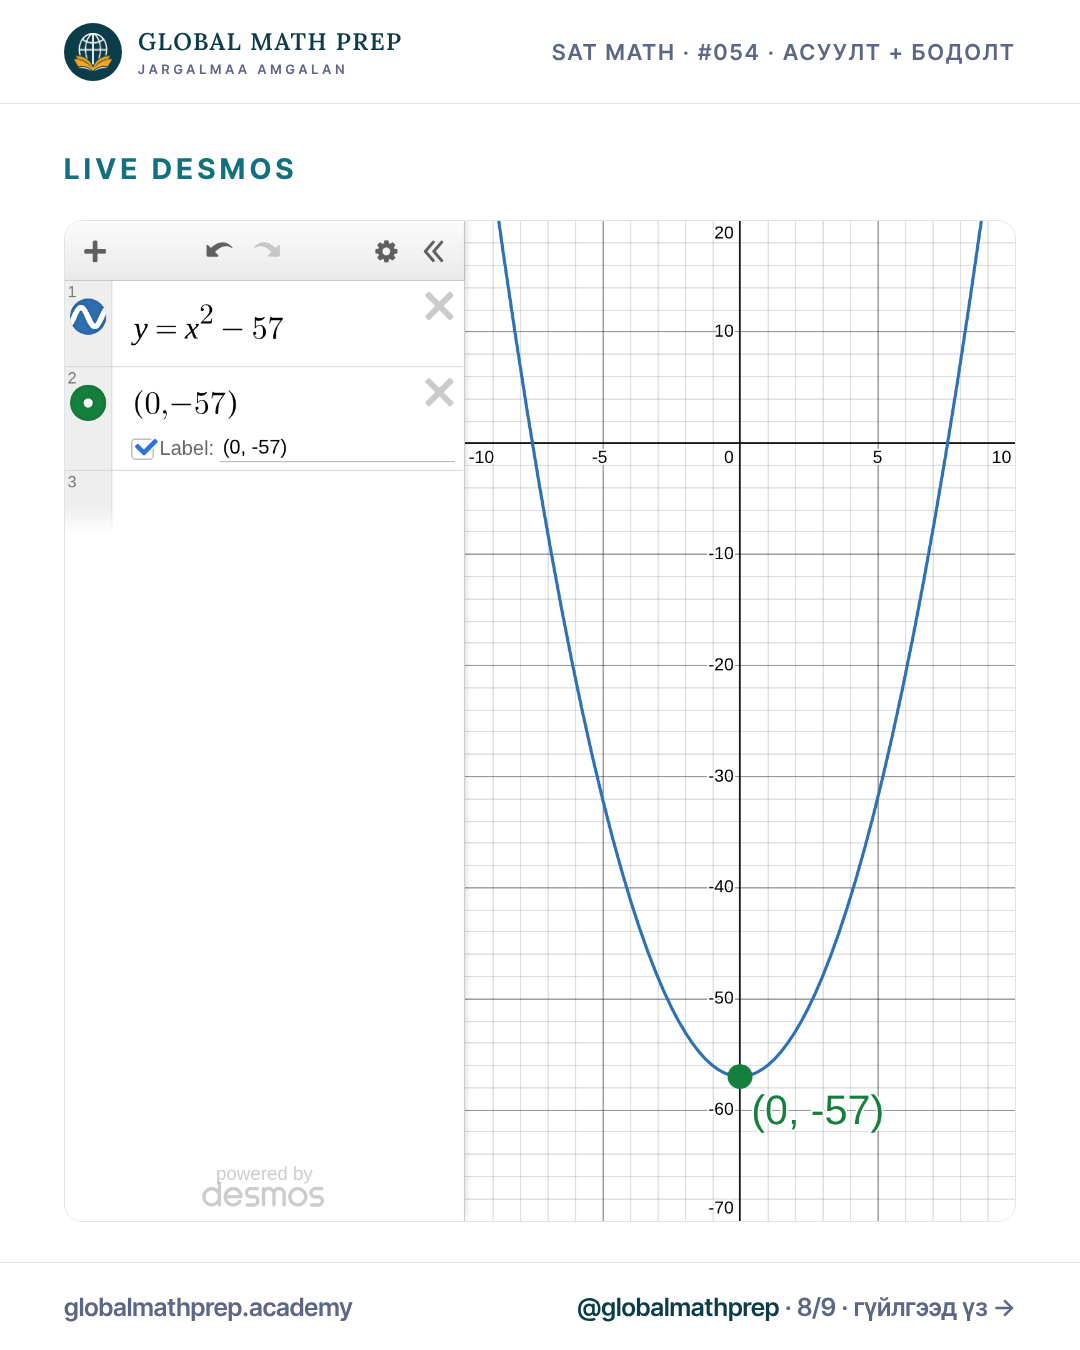 GLOBAL MATH PREP
JARGALMAA AMGALAN
SAT MATH · #054 · АСУУЛТ + БОДОЛТ
LIVE DESMOS
1
y = x² − 57
2
(0,−57)
Label: (0, -57)
3
powered by
desmos
20
10
-10 -5 0 5 10
-10
-20
-30
-40
-50
-60
(0, -57)
-70
globalmathprep.academy
@globalmathprep · 8/9 · гүйлгээд үз →